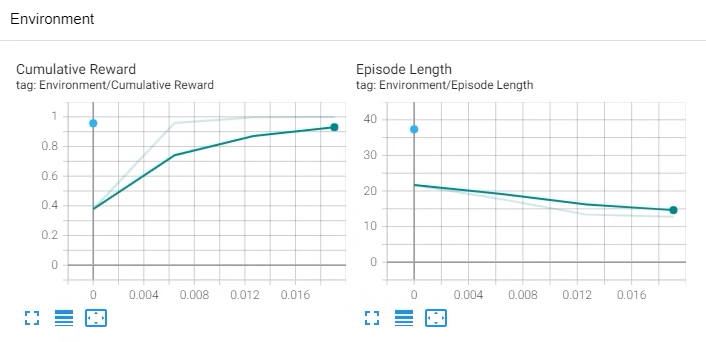 Environment
Cumulative Reward
tag: Environment/Cumulative Reward
1
0.8
0.6
0.4
0.2
0
0 0.004 0.008 0.012 0.016
Episode Length
tag: Environment/Episode Length
40
30
20
10
0
0 0.004 0.008 0.012 0.016